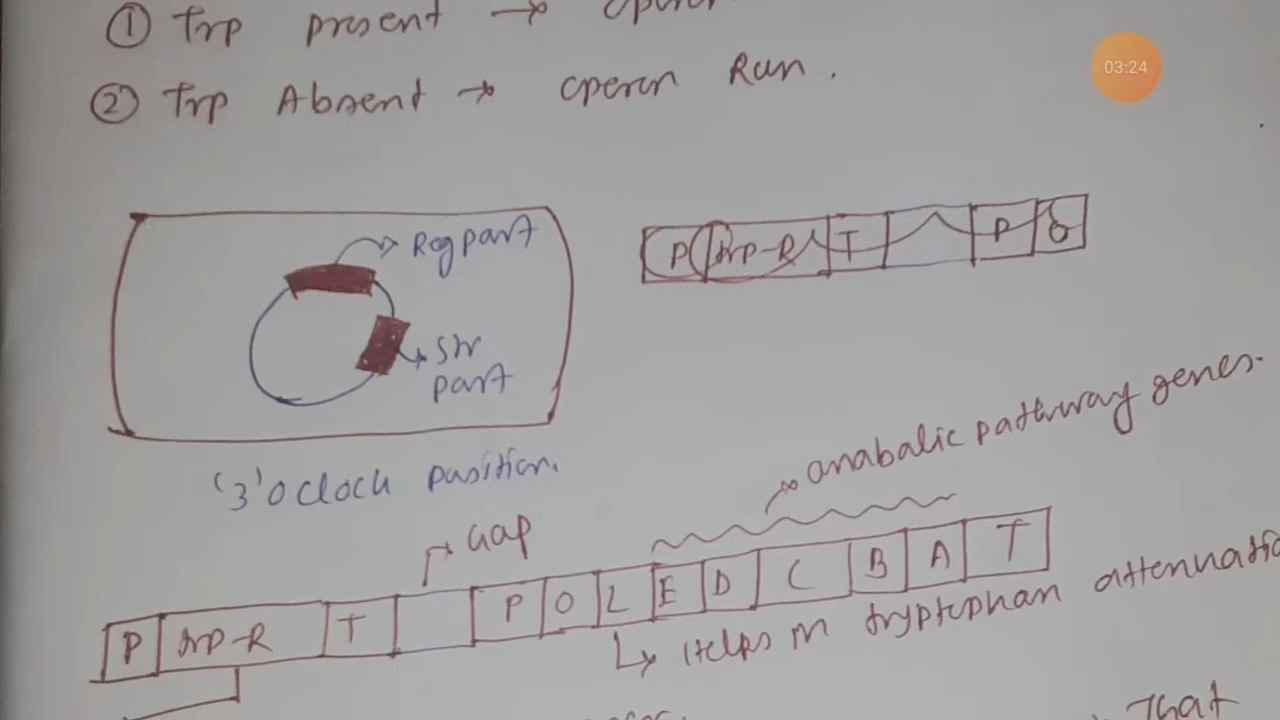 ① Trp present →
② Trp Absent → operon Run.
03:24
Reg part
P trp-R T P O
Str
part
anabalic pathway genes.
'3' o clock position.
Gap
P trp-R T P O L E D C B A T
Helps in tryptophan
That